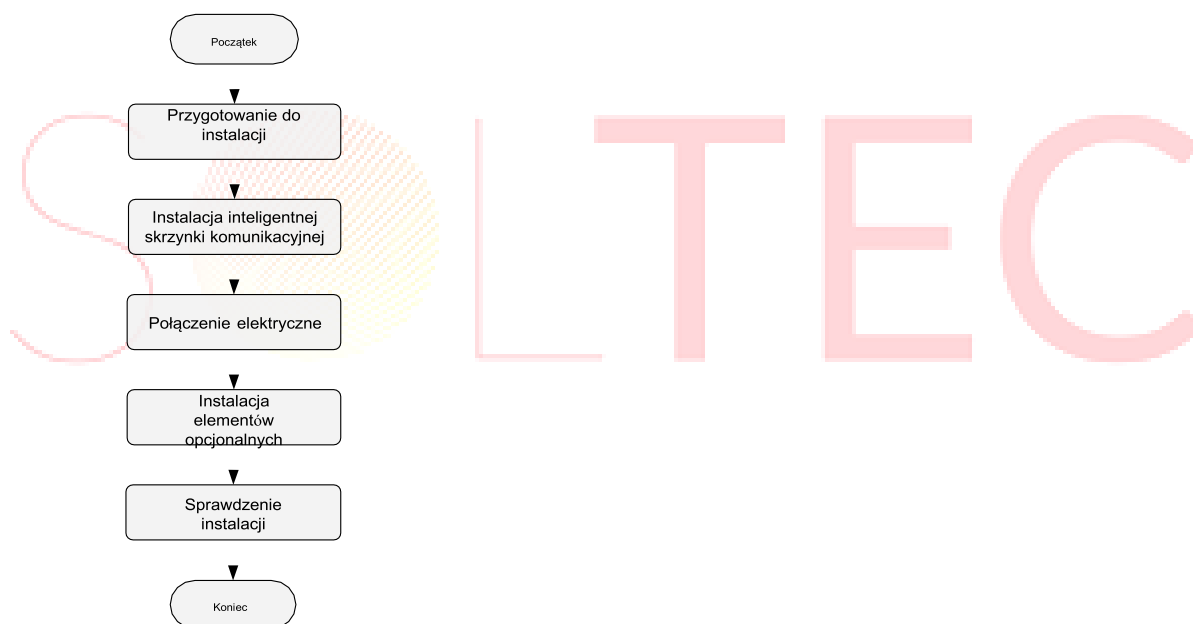 Początek
Przygotowanie do
instalacji
Instalacja inteligentnej
skrzynki komunikacyjnej
Połączenie elektryczne
Instalacja
elementów
opcjonalnych
Sprawdzenie
instalacji
Koniec
SOLTEC